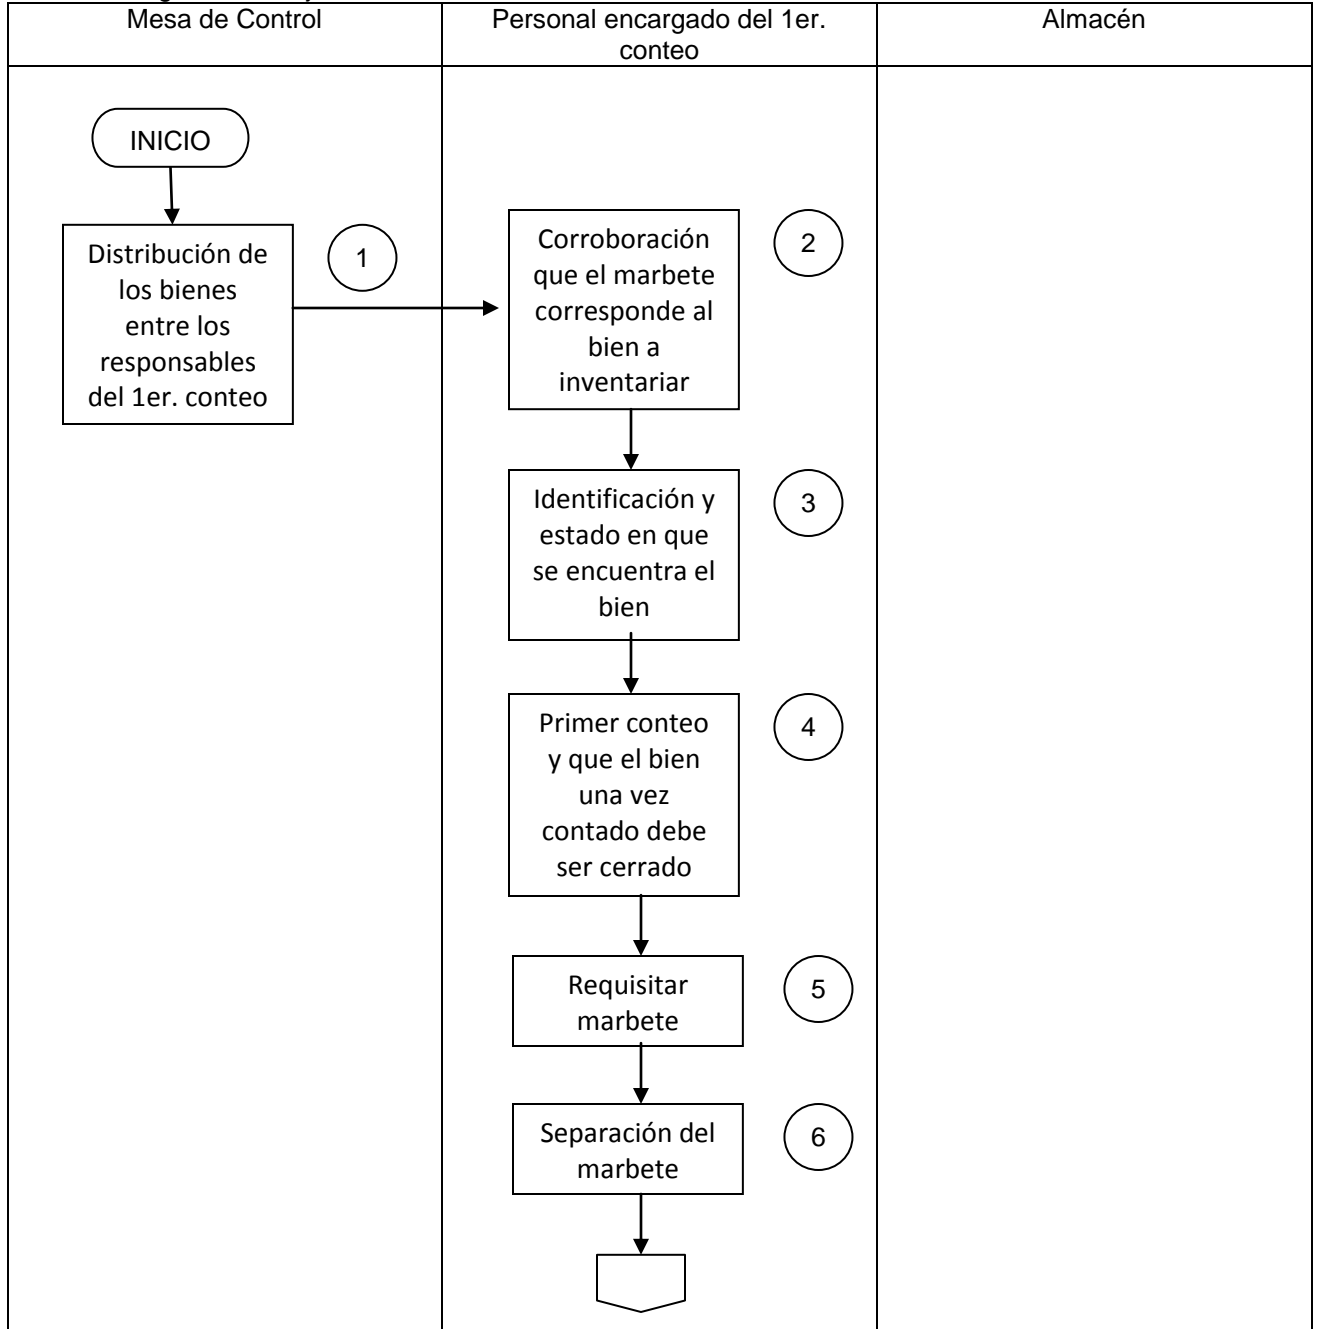 Mesa de Control
Personal encargado del 1er.
conteo
Almacén
INICIO
Distribución de
los bienes
entre los
responsables
del 1er. conteo
1
Corroboración
que el marbete
corresponde al
bien a
inventariar
2
Identificación y
estado en que
se encuentra el
bien
3
Primer conteo
y que el bien
una vez
contado debe
ser cerrado
4
Requisitar
marbete
5
Separación del
marbete
6